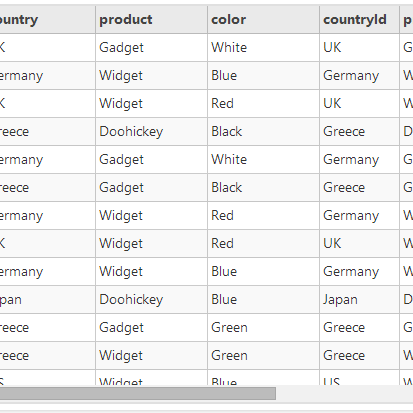 ountry product color countryId p
K Gadget White UK G
ermany Widget Blue Germany W
K Widget Red UK W
reece Doohickey Black Greece D
ermany Gadget White Germany G
reece Gadget Black Greece G
ermany Widget Red Germany W
K Widget Red UK W
ermany Widget Blue Germany W
pan Doohickey Blue Japan D
reece Gadget Green Greece G
reece Widget Green Greece W
S Widget Blue US W